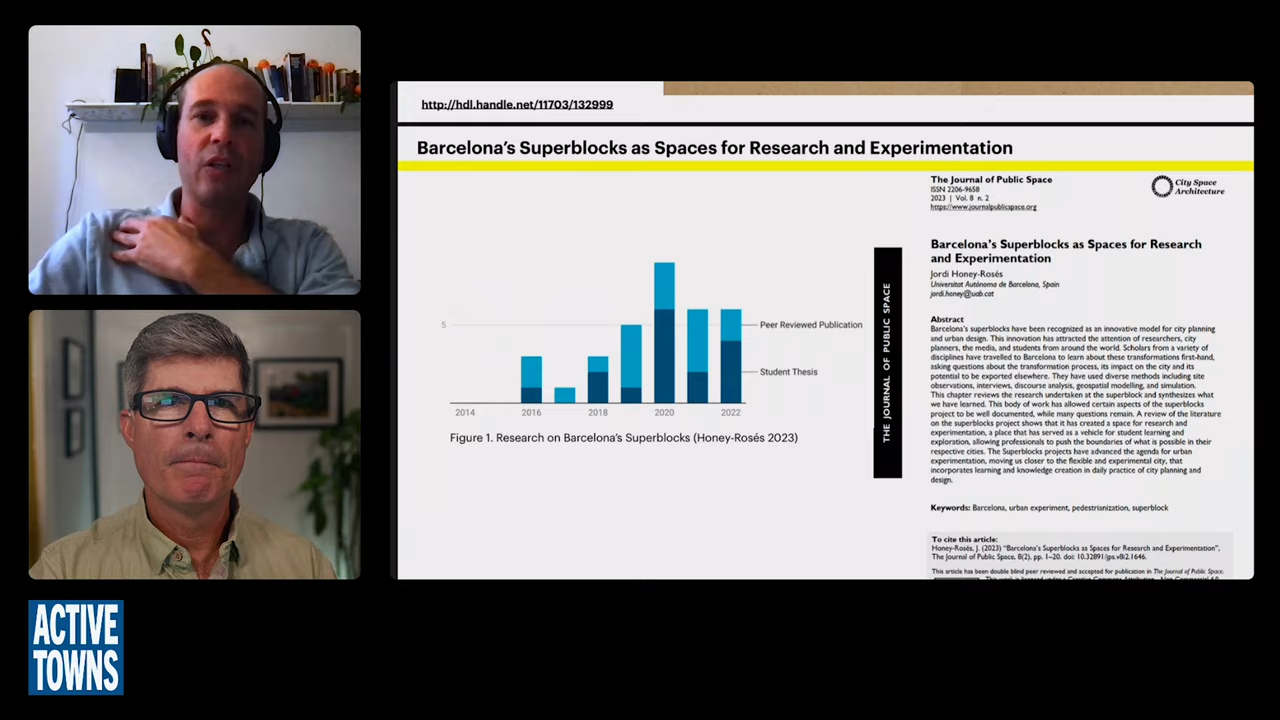 http://hdl.handle.net/11703/132999
Barcelona's Superblocks as Spaces for Research and Experimentation
5
Peer Reviewed Publication
Student Thesis
2014
2016
2018
2020
2022
Figure 1. Research on Barcelona's Superblocks (Honey-Rosés 2023)
THE JOURNAL OF PUBLIC SPACE
The Journal of Public Space
ISSN 2206-9658
2023 | Vol. 8 n. 2
https://www.journalpublicspace.org
City Space
Architecture
Barcelona's Superblocks as Spaces for Research
and Experimentation
Jordi Honey-Rosés
Universitat Autònoma de Barcelona, Spain
jordi.honey@uab.cat
Abstract
Barcelona's superblocks have been recognized as an innovative model for city planning
and urban design. This innovation has attracted the attention of researchers, city
planners, the media, and students from around the world. Scholars from a variety of
disciplines have travelled to Barcelona to learn about these transformations first-hand,
asking questions about the transformation process, its impact on the city and its
potential to be exported elsewhere. They have used diverse methods including site
observations, interviews, discourse analysis, geospatial modelling, and simulation.
This chapter reviews the research undertaken at the superblock and synthesizes what
we have learned. This body of work has allowed certain aspects of the superblocks
project to be well documented, while many questions remain. A review of the literature
on the superblocks project shows that it has created a space for research and
experimentation, a place that has served as a vehicle for student learning and
exploration, allowing professionals to push the boundaries of what is possible in their
respective cities. The Superblocks projects have advanced the agenda for urban
experimentation, moving us closer to the flexible and experimental city, that
incorporates learning and knowledge creation in daily practice of city planning and
design.
Keywords: Barcelona, urban experiment, pedestrianization, superblock
To cite this article:
Honey-Rosés, J. (2023) "Barcelona's Superblocks as Spaces for Research and Experimentation",
The Journal of Public Space, 8(2), pp. 1–20. doi: 10.32891/jps.v8i2.1646.
This article has been double blind peer reviewed and accepted for publication in The Journal of Public Space.
ACTIVE
TOWNS